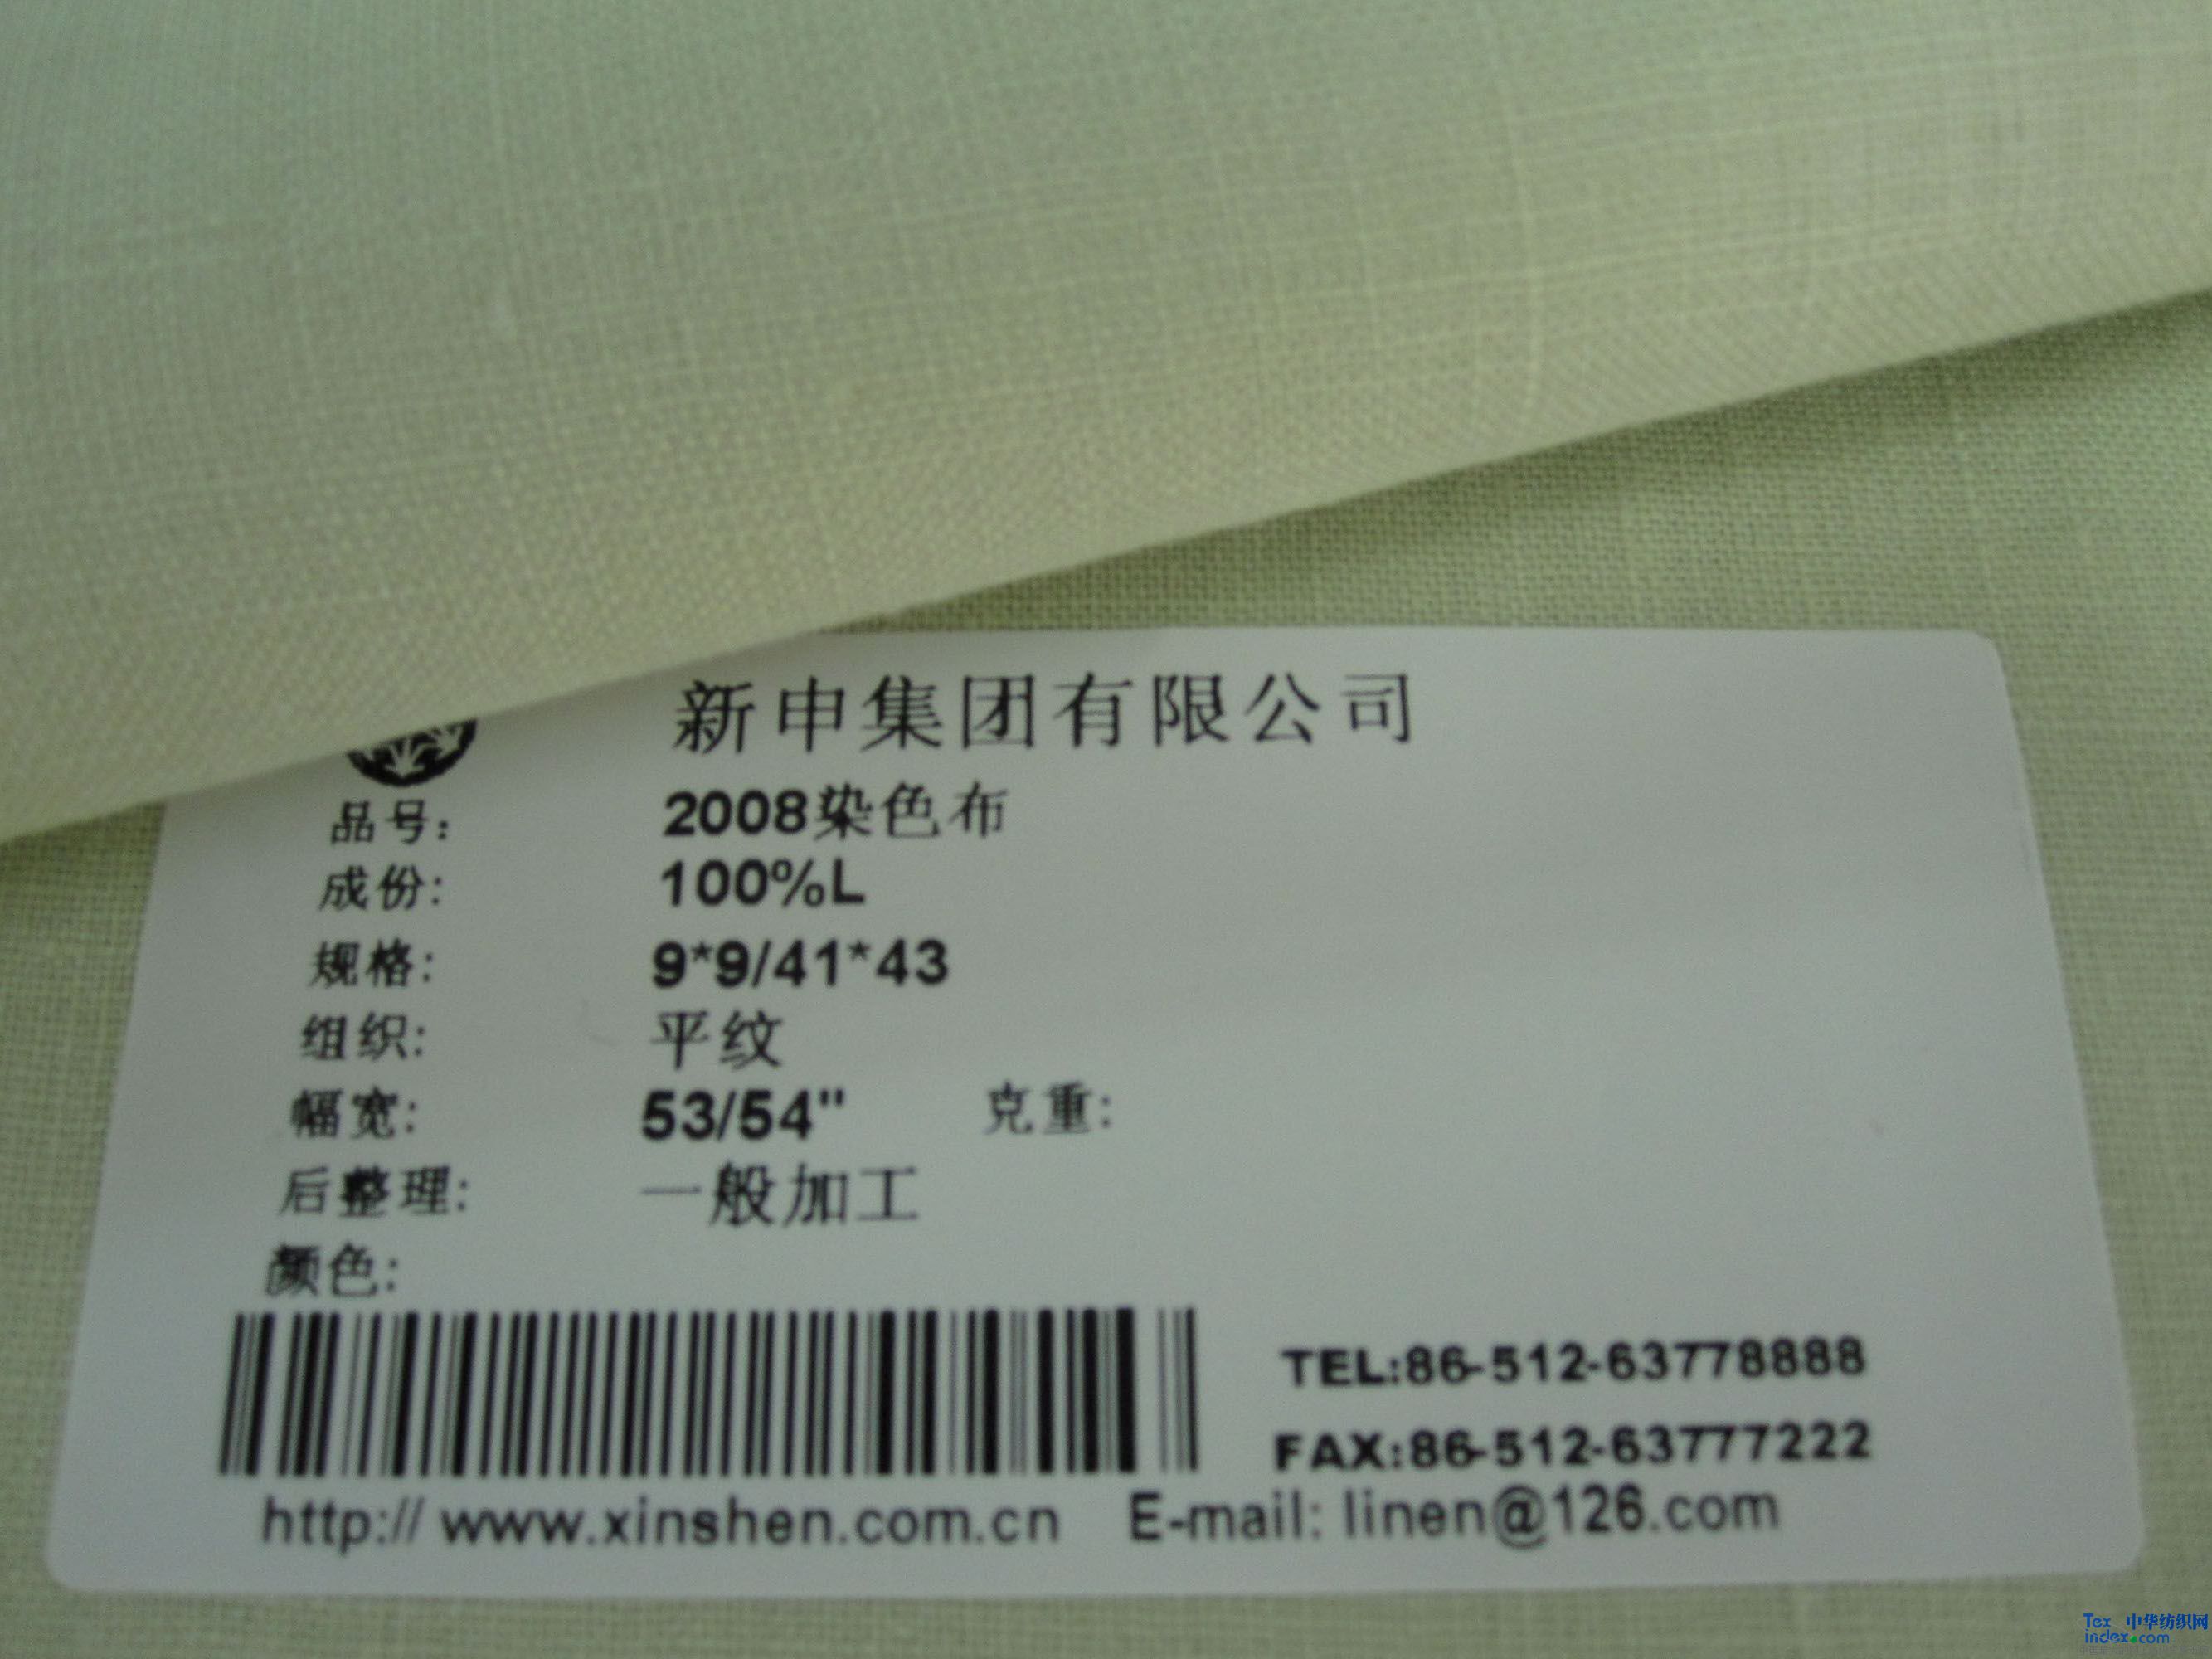 新申集团有限公司
品号: 2008染色布
成份: 100%L
规格: 9*9/41*43
组织: 平纹
幅宽: 53/54" 克重:
后整理: 一般加工
颜色:
TEL:86-512-63778888
FAX:86-512-63777222
http://www.xinshen.com.cn E-mail: linen@126.com
Tex 中华纺织网
index.com